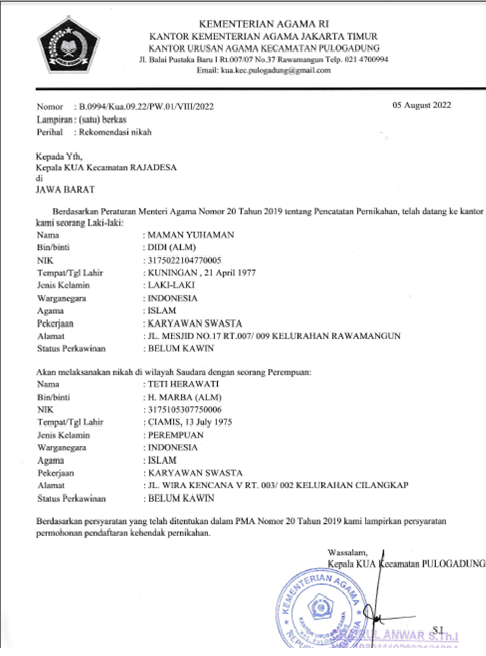 KEMENTERIAN AGAMA RI
KANTOR KEMENTERIAN AGAMA JAKARTA TIMUR
KANTOR URUSAN AGAMA KECAMATAN PULOGADUNG
Jl. Balai Pustaka Baru I Rt.007/07 No.37 Rawamangun Telp. 021 4700994
Email: kua.kec.pulogadung@gmail.com
Nomor : B.0994/Kua.09.22/PW.01/VIII/2022
05 August 2022
Lampiran : (satu) berkas
Perihal : Rekomendasi nikah
Kepada Yth,
Kepala KUA Kecamatan RAJADESA
di
JAWA BARAT
Berdasarkan Peraturan Menteri Agama Nomor 20 Tahun 2019 tentang Pencatatan Pernikahan, telah datang ke kantor
kami seorang Laki-laki:
Nama : MAMAN YUHAMAN
Bin/binti : DIDI (ALM)
NIK : 3175022104770005
Tempat/Tgl Lahir : KUNINGAN , 21 April 1977
Jenis Kelamin : LAKI-LAKI
Warganegara : INDONESIA
Agama : ISLAM
Pekerjaan : KARYAWAN SWASTA
Alamat : JL. MESJID NO.17 RT.007/ 009 KELURAHAN RAWAMANGUN
Status Perkawinan : BELUM KAWIN
Akan melaksanakan nikah di wilayah Saudara dengan seorang Perempuan:
Nama : TETI HERAWATI
Bin/binti : H. MARBA (ALM)
NIK : 3175105307750006
Tempat/Tgl Lahir : CIAMIS, 13 July 1975
Jenis Kelamin : PEREMPUAN
Warganegara : INDONESIA
Agama : ISLAM
Pekerjaan : KARYAWAN SWASTA
Alamat : JL. WIRA KENCANA V RT. 003/ 002 KELURAHAN CILANGKAP
Status Perkawinan : BELUM KAWIN
Berdasarkan persyaratan yang telah ditentukan dalam PMA Nomor 20 Tahun 2019 kami lampirkan persyaratan
permohonan pendaftaran kehendak pernikahan.
Wassalam,
Kepala KUA Kecamatan PULOGADUNG
KEMENTERIAN AGAMA
KANTOR URUSAN AGAMA
ANWAR S.Th.I